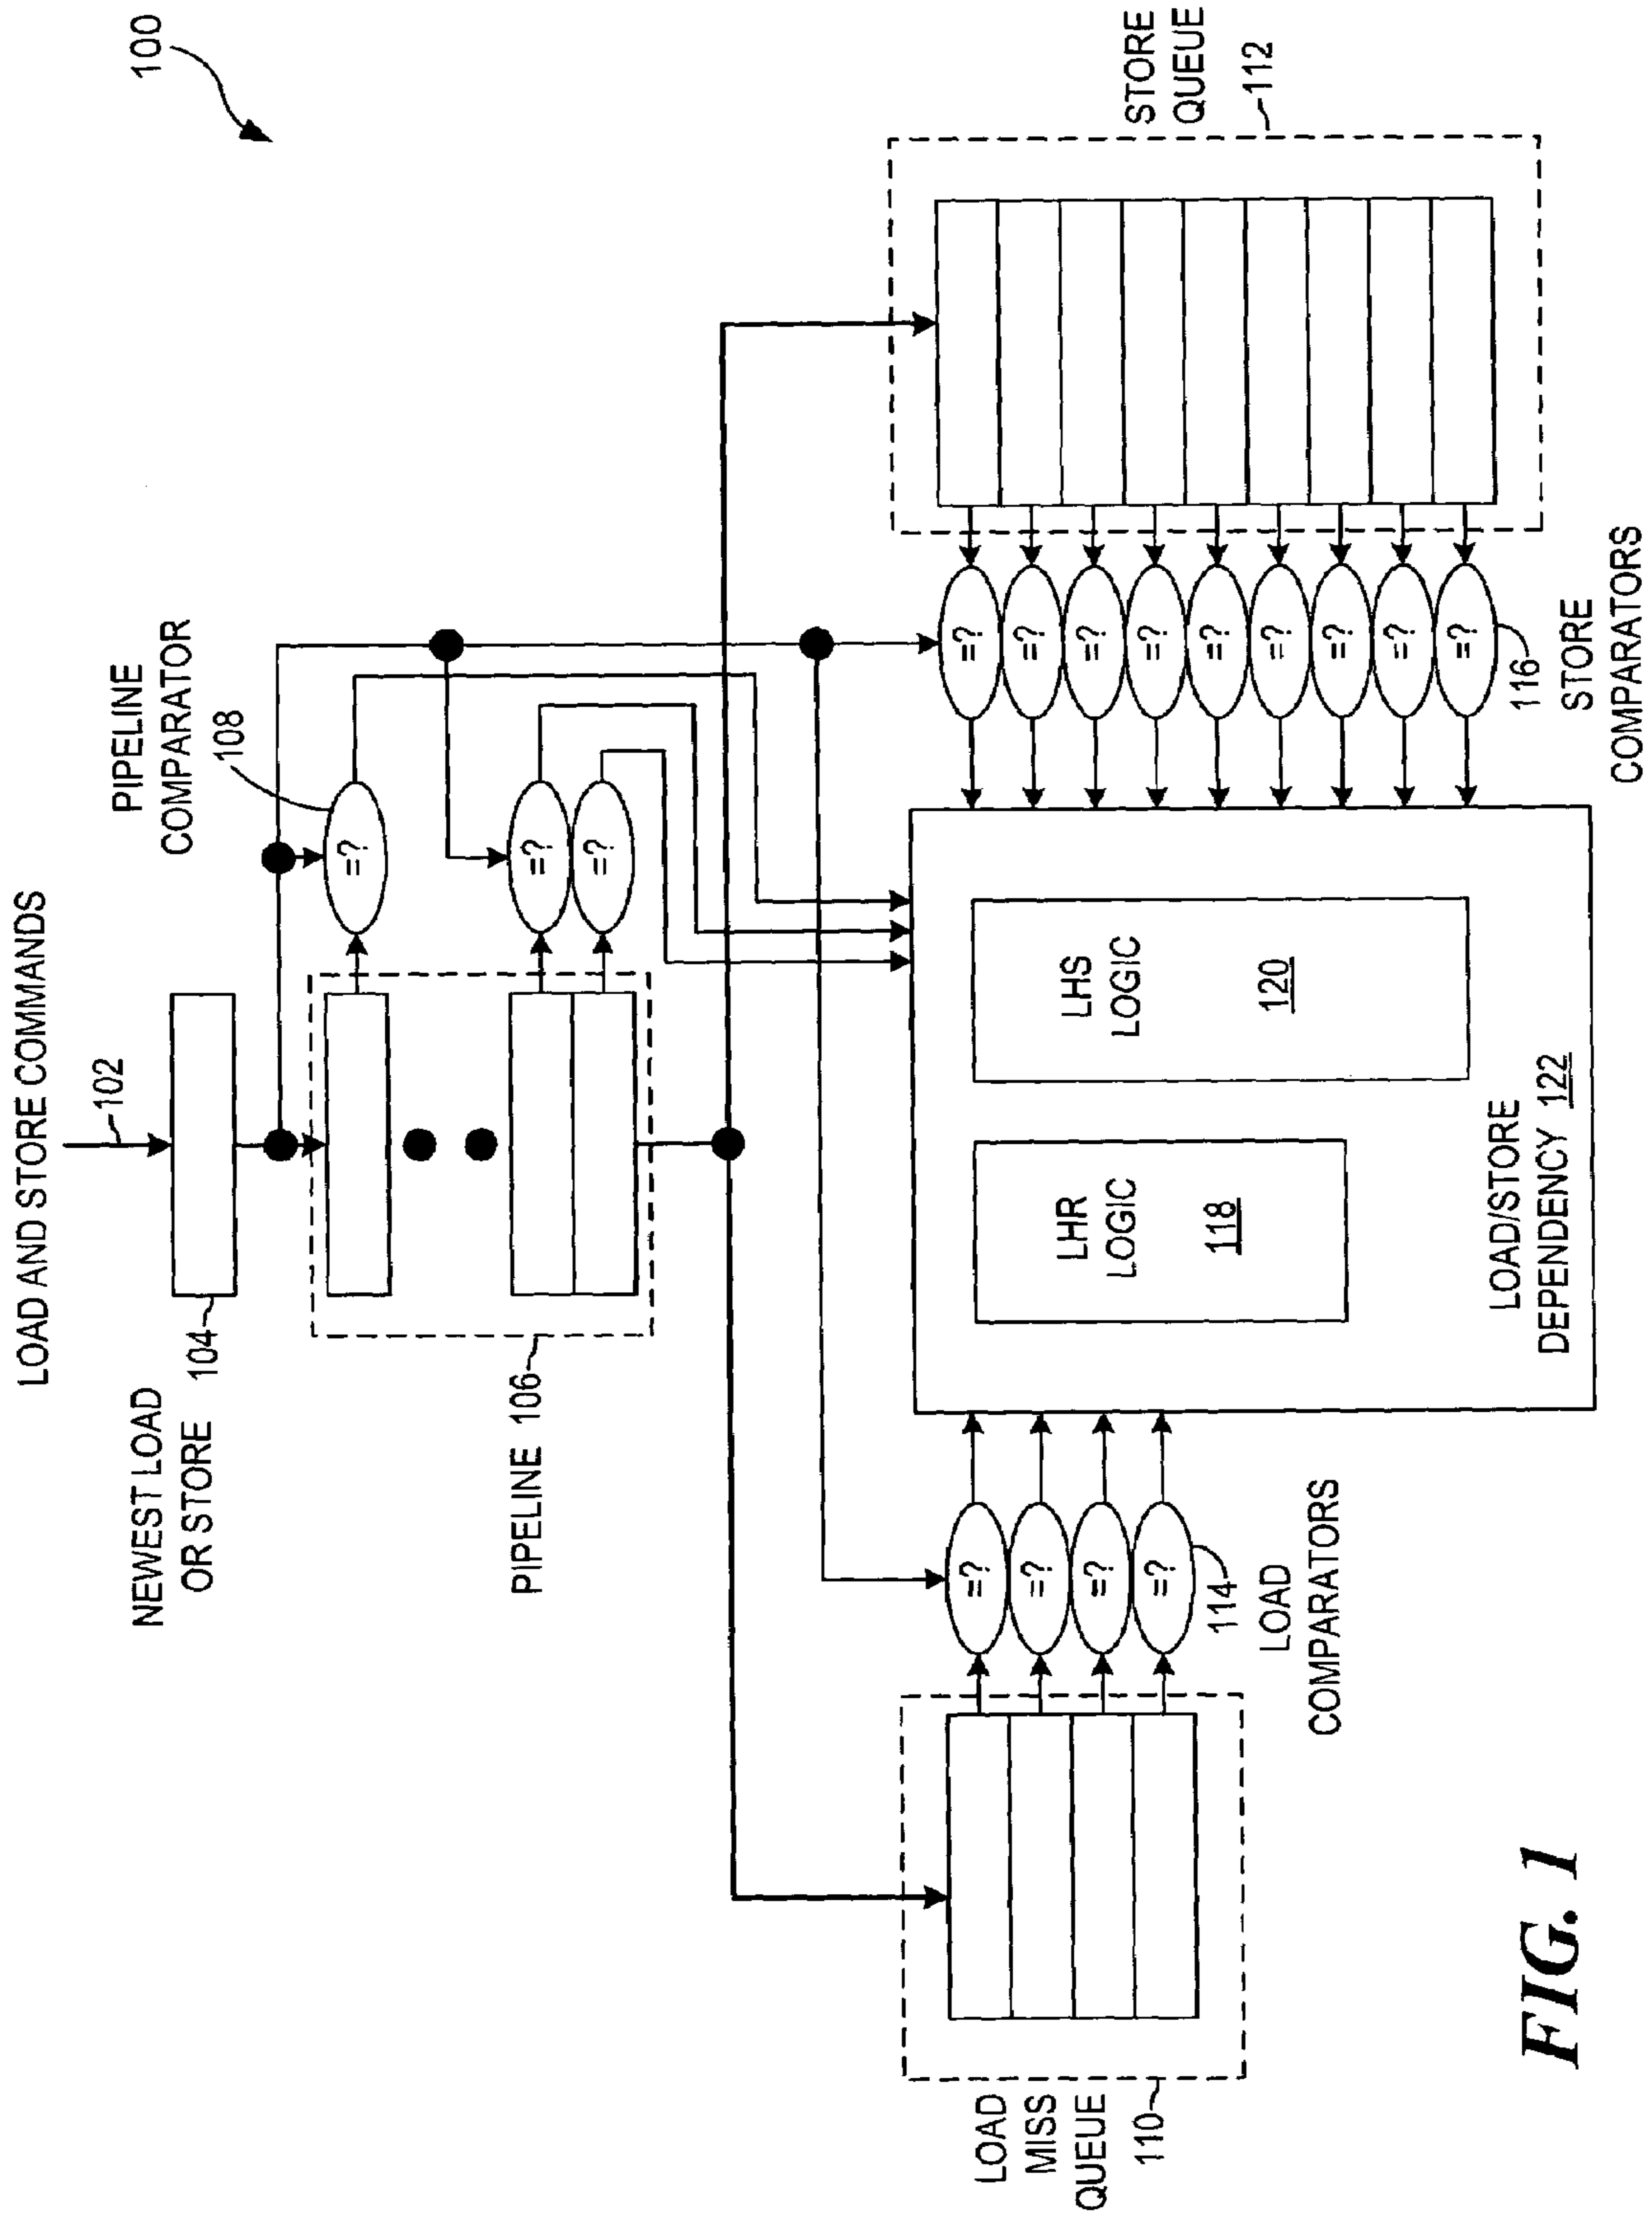 100
LOAD AND STORE COMMANDS
102
NEWEST LOAD
OR STORE
104
PIPELINE
COMPARATOR
108
=?
PIPELINE 106
=?
=?
LOAD
MISS
QUEUE
110
=?
=?
=?
=?
114
LOAD
COMPARATORS
LHR
LOGIC
118
LHS
LOGIC
120
LOAD/STORE
DEPENDENCY 122
=?
=?
=?
=?
=?
=?
=?
=?
=?
116
STORE
COMPARATORS
STORE
QUEUE
112
FIG. 1